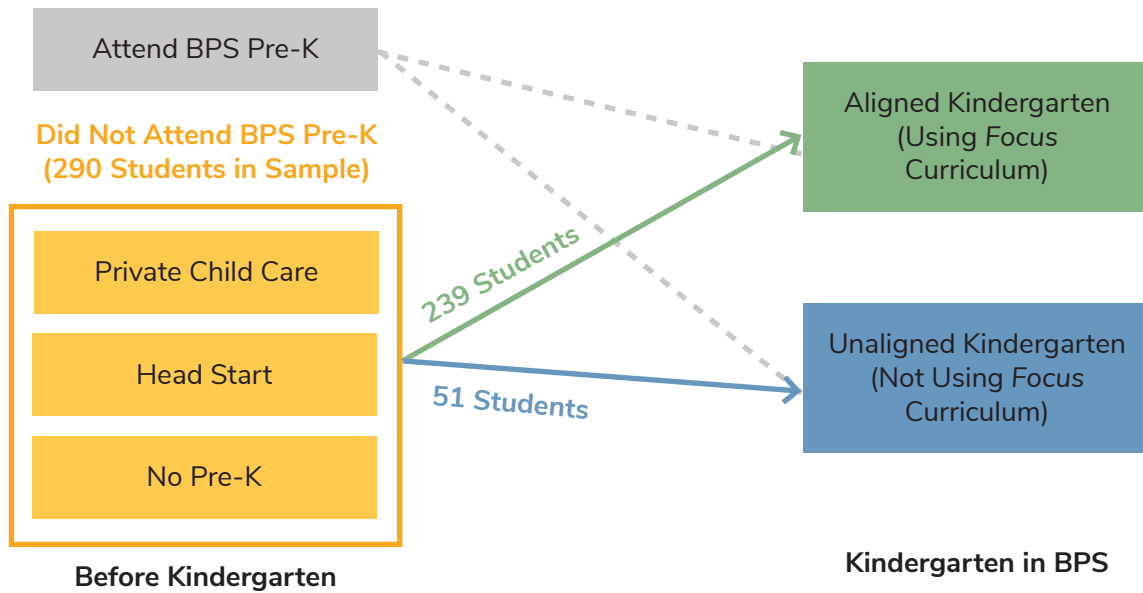 Attend BPS Pre-K
Did Not Attend BPS Pre-K
(290 Students in Sample)
Private Child Care
Head Start
No Pre-K
Before Kindergarten
239 Students
51 Students
Aligned Kindergarten
(Using Focus
Curriculum)
Unaligned Kindergarten
(Not Using Focus
Curriculum)
Kindergarten in BPS